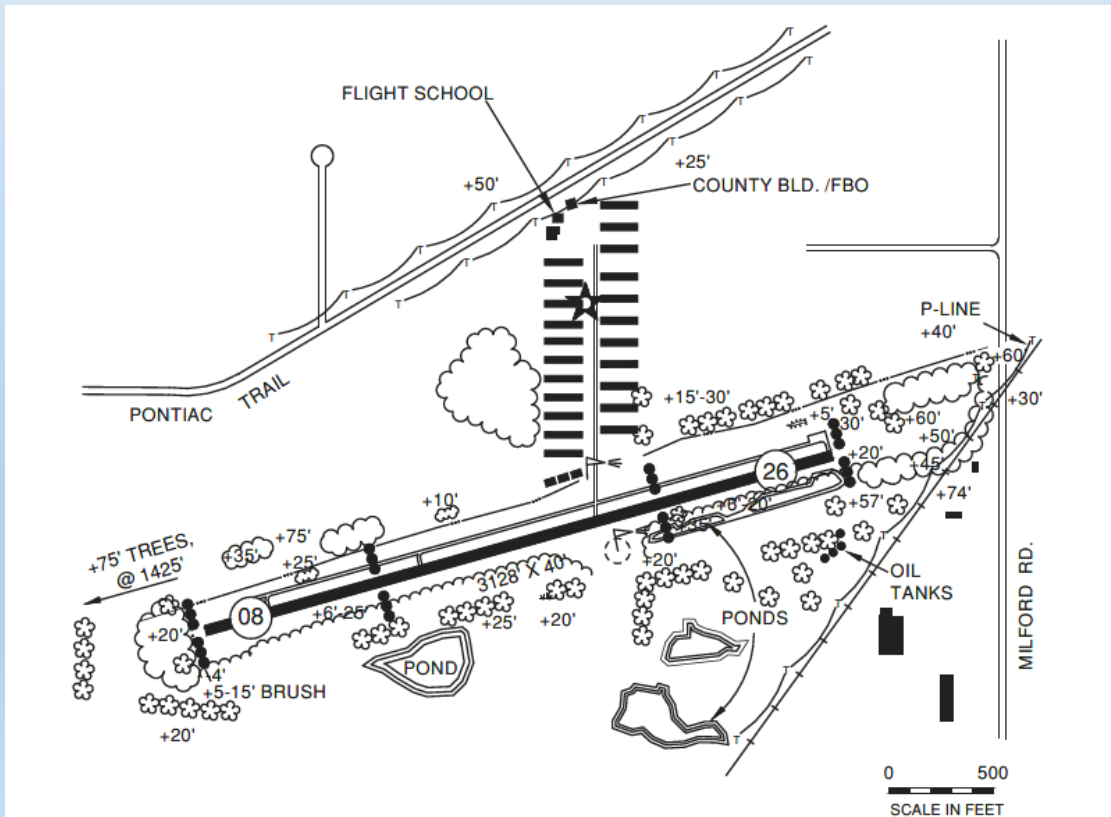 FLIGHT SCHOOL
+25'
+50'
COUNTY BLD. /FBO
P-LINE
+40'
+60'
PONTIAC
TRAIL
+15'-30'
+30'
+5'
30'
+60'
+50'
+20'
+45'
26
+10'
+74'
+57'
+6'-20'
+75' TREES,
@ 1425'
+75'
+35'
+25'
+20'
3128 X 40'
OIL
TANKS
08
+6'-25'
+25'
+20'
PONDS
+20'
POND
4'
+5-15' BRUSH
+20'
MILFORD RD.
0 500
SCALE IN FEET